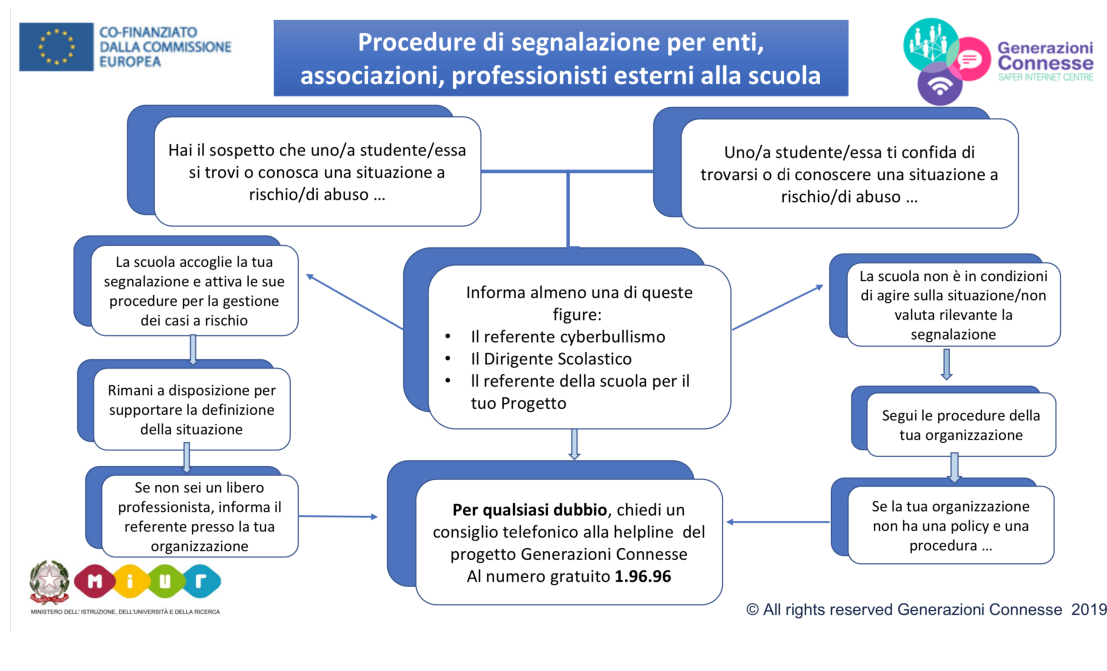 CO-FINANZIATO
DALLA COMMISSIONE
EUROPEA
Procedure di segnalazione per enti,
associazioni, professionisti esterni alla scuola
Generazioni
Connesse
SAFER INTERNET CENTRE
Hai il sospetto che uno/a studente/essa
si trovi o conosca una situazione a
rischio/di abuso ...
Uno/a studente/essa ti confida di
trovarsi o di conoscere una situazione a
rischio/di abuso ...
La scuola accoglie la tua
segnalazione e attiva le sue
procedure per la gestione
dei casi a rischio
Informa almeno una di queste
figure:
• Il referente cyberbullismo
• Il Dirigente Scolastico
• Il referente della scuola per il
tuo Progetto
La scuola non è in condizioni
di agire sulla situazione/non
valuta rilevante la
segnalazione
Rimani a disposizione per
supportare la definizione
della situazione
Segui le procedure della
tua organizzazione
Se non sei un libero
professionista, informa il
referente presso la tua
organizzazione
Per qualsiasi dubbio, chiedi un
consiglio telefonico alla helpline del
progetto Generazioni Connesse
Al numero gratuito 1.96.96
Se la tua organizzazione
non ha una policy e una
procedura ...
MIUR
MINISTERO DELL' ISTRUZIONE, DELL'UNIVERSITÀ E DELLA RICERCA
© All rights reserved Generazioni Connesse 2019